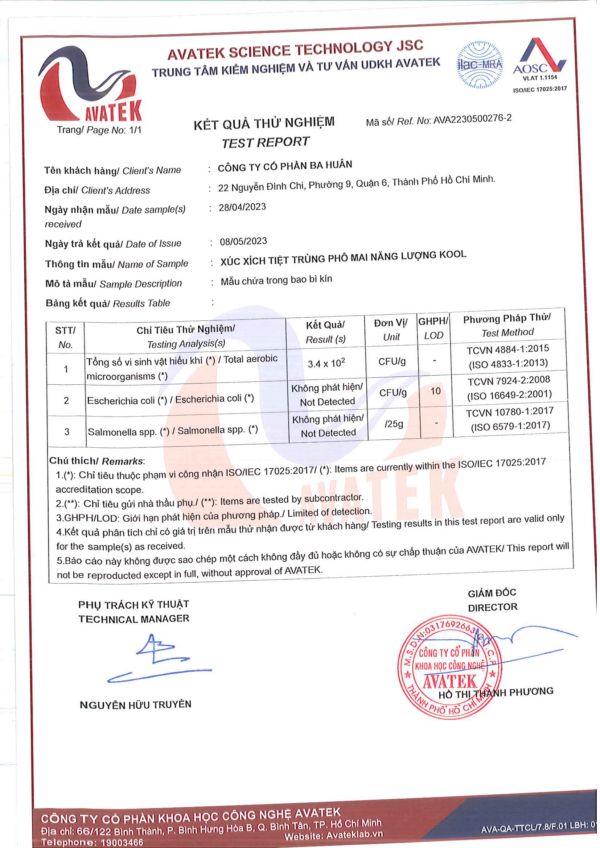 AVATEK SCIENCE TECHNOLOGY JSC
TRUNG TÂM KIỂM NGHIỆM VÀ TƯ VẤN UDKH AVATEK
AVATEK
ilac-MRA
AOSC
VLAT 1.1154
ISO/IEC 17025:2017
Trang/ Page No: 1/1
KẾT QUẢ THỬ NGHIỆM
Mã số/ Ref. No: AVA2230500276-2
TEST REPORT
Tên khách hàng/ Client's Name : CÔNG TY CỔ PHẦN BA HUÂN
Địa chỉ/ Client's Address : 22 Nguyễn Đình Chi, Phường 9, Quận 6, Thành Phố Hồ Chí Minh.
Ngày nhận mẫu/ Date sample(s) : 28/04/2023
received
Ngày trả kết quả/ Date of Issue : 08/05/2023
Thông tin mẫu/ Name of Sample : XÚC XÍCH TIỆT TRÙNG PHÔ MAI NĂNG LƯỢNG KOOL
Mô tả mẫu/ Sample Description : Mẫu chứa trong bao bì kín
Bảng kết quả/ Results Table :
STT/ Chỉ Tiêu Thử Nghiệm/ Kết Quả/ Đơn Vị/ GHPH/ Phương Pháp Thử/
No. Testing Analysis(s) Result (s) Unit LOD Test Method
1 Tổng số vi sinh vật hiếu khí (*) / Total aerobic microorganisms (*) 3.4 x 10² CFU/g - TCVN 4884-1:2015 (ISO 4833-1:2013)
2 Escherichia coli (*) / Escherichia coli (*) Không phát hiện/ Not Detected CFU/g 10 TCVN 7924-2:2008 (ISO 16649-2:2001)
3 Salmonella spp. (*) / Salmonella spp. (*) Không phát hiện/ Not Detected /25g - TCVN 10780-1:2017 (ISO 6579-1:2017)
Chú thích/ Remarks:
1.(*): Chỉ tiêu thuộc phạm vi công nhận ISO/IEC 17025:2017/ (*): Items are currently within the ISO/IEC 17025:2017
accreditation scope.
2.(**): Chỉ tiêu gửi nhà thầu phụ./ (**): Items are tested by subcontractor.
3.GHPH/LOD: Giới hạn phát hiện của phương pháp./ Limited of detection.
4.Kết quả phân tích chỉ có giá trị trên mẫu thử nhận được từ khách hàng/ Testing results in this test report are valid only
for the sample(s) as received.
5.Báo cáo này không được sao chép một cách không đầy đủ hoặc không có sự chấp thuận của AVATEK/ This report will
not be reproduced except in full, without approval of AVATEK.
AVATEK
PHỤ TRÁCH KỸ THUẬT
TECHNICAL MANAGER
GIÁM ĐỐC
DIRECTOR
M.S.D.N:0317692663
CÔNG TY CỔ PHẦN
KHOA HỌC CÔNG NGHỆ
AVATEK
THÀNH PHỐ HỒ CHÍ MINH
NGUYỄN HỮU TRUYỀN
HỒ THỊ THANH PHƯƠNG
CÔNG TY CỔ PHẦN KHOA HỌC CÔNG NGHỆ AVATEK
Địa chỉ: 66/122 Bình Thành, P. Bình Hưng Hòa B, Q. Bình Tân, TP. Hồ Chí Minh
Telephone: 19003466
Website: Avateklab.vn
AVA-QA-TTCL/7.8/F.01 LBH: